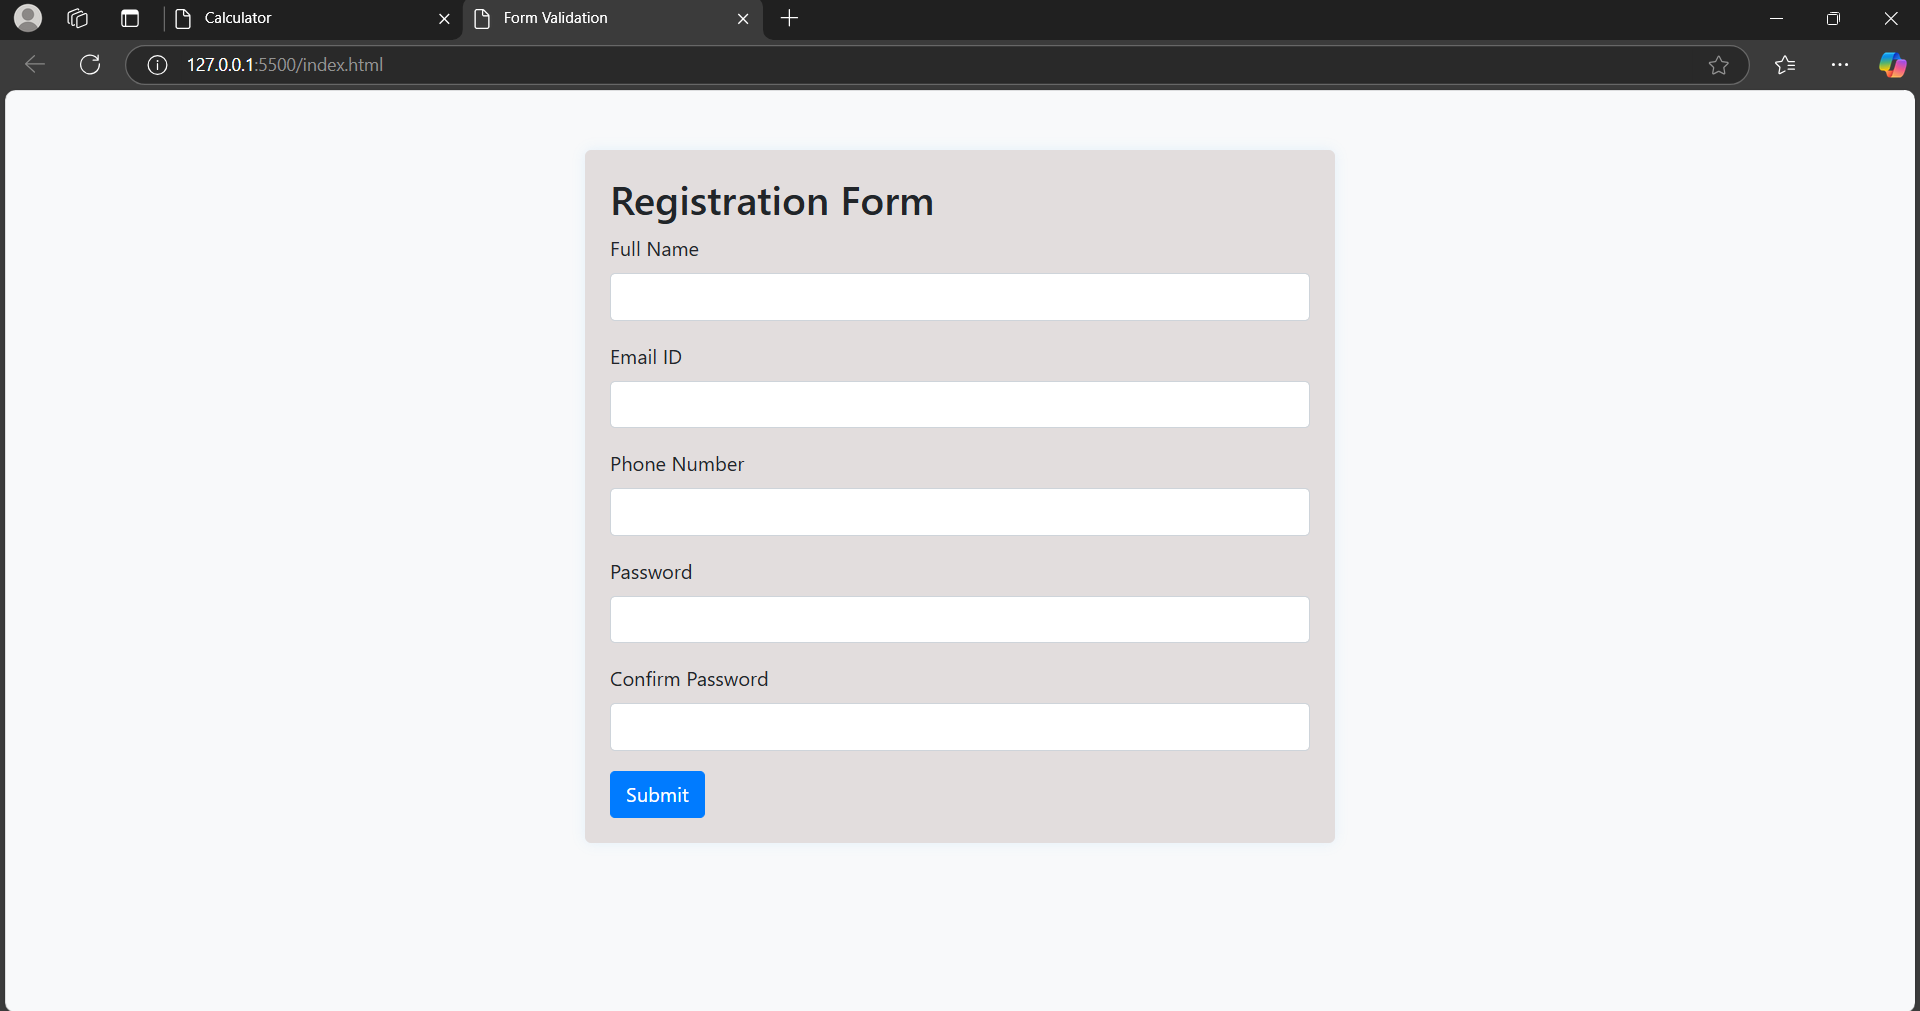 Calculator
Form Validation
127.0.0.1:5500/index.html
Registration Form
Full Name
Email ID
Phone Number
Password
Confirm Password
Submit